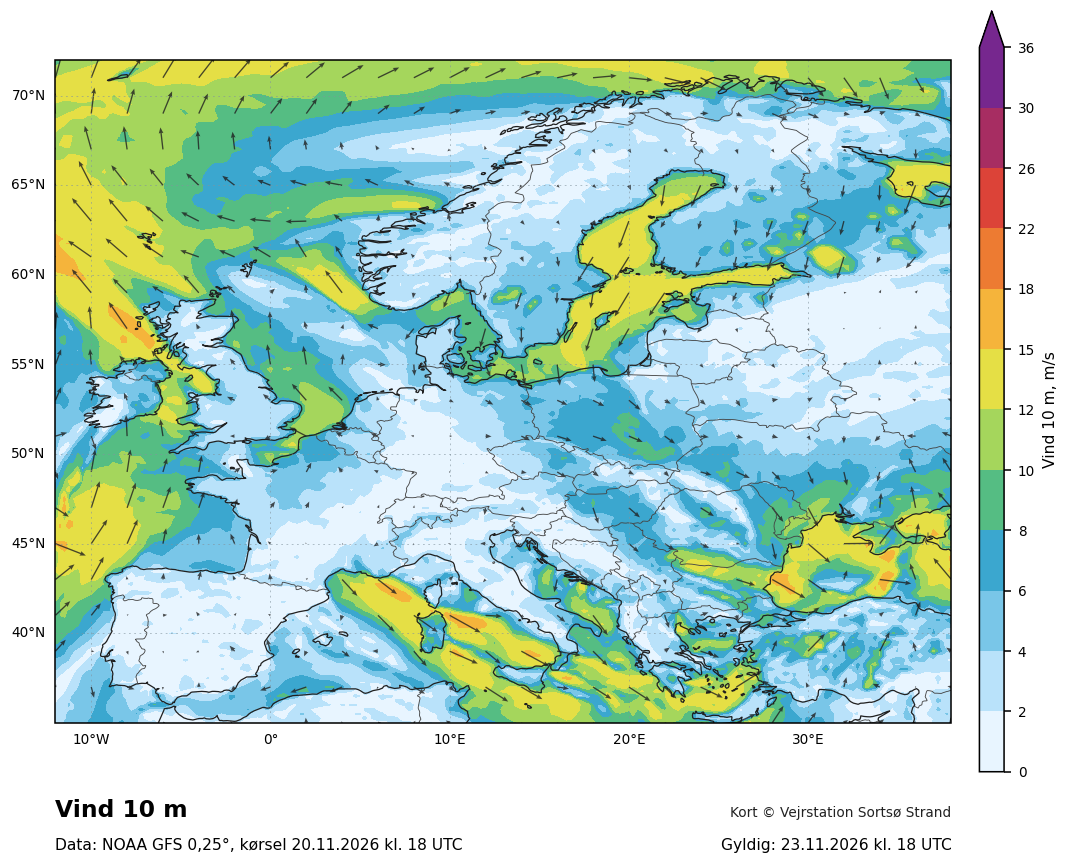 36
30
26
22
18
15
12
10
8
6
4
2
0
Vind 10 m, m/s
70°N
65°N
60°N
55°N
50°N
45°N
40°N
10°W
0°
10°E
20°E
30°E
Vind 10 m
Kort © Vejrstation Sortsø Strand
Data: NOAA GFS 0,25°, kørsel 20.11.2026 kl. 18 UTC
Gyldig: 23.11.2026 kl. 18 UTC